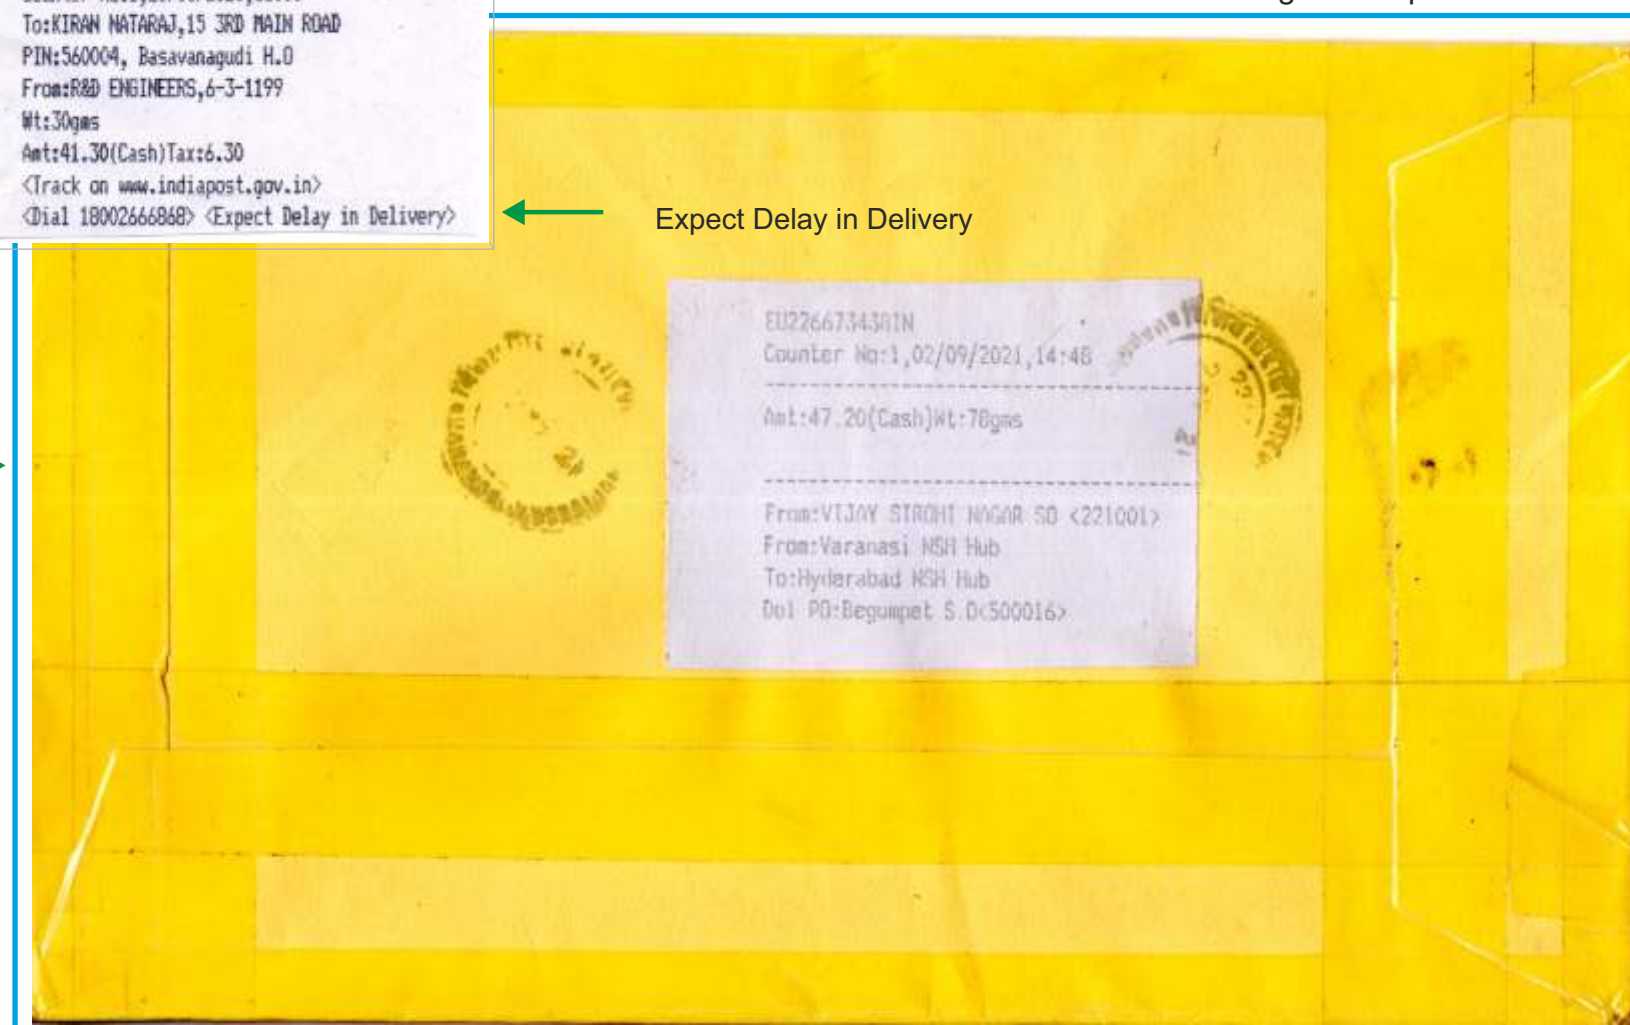 To:KIRAN NATARAJ,15 3RD MAIN ROAD
PIN:560004, Basavanagudi H.O
From:R&D ENGINEERS,6-3-1199
Wt:30gms
Amt:41.30(Cash)Tax:6.30
<Track on www.indiapost.gov.in>
<Dial 18002666868> <Expect Delay in Delivery>
Expect Delay in Delivery
Counter No:1,02/09/2021,14:48
Amt:47.20(Cash)Wt:78gms
From:VIJAY SIROHI NAGAR SO <221001>
From:Varanasi NSH Hub
To:Hyderabad NSH Hub
Del PO:Begumpet S.O<500016>